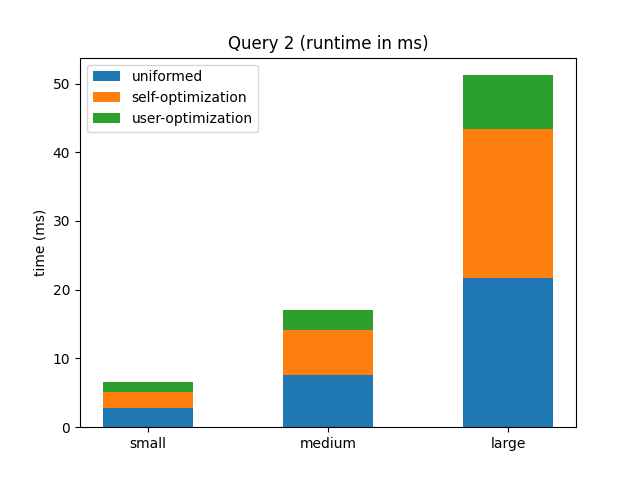 Query 2 (runtime in ms)
uniformed
self-optimization
user-optimization
time (ms)
50
40
30
20
10
0
small
medium
large